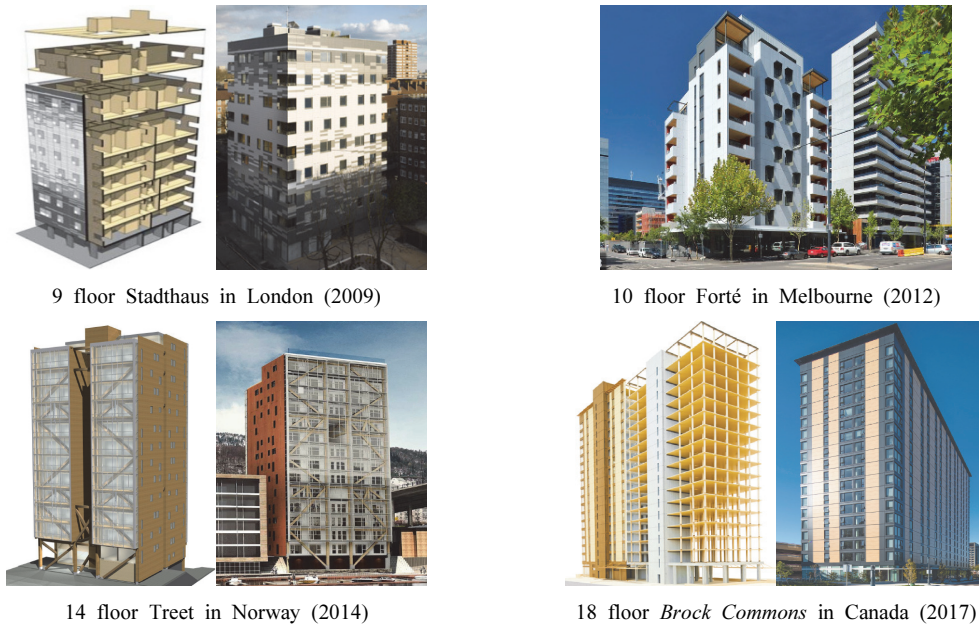 9 floor Stadthaus in London (2009)
10 floor Forté in Melbourne (2012)
14 floor Treet in Norway (2014)
18 floor Brock Commons in Canada (2017)